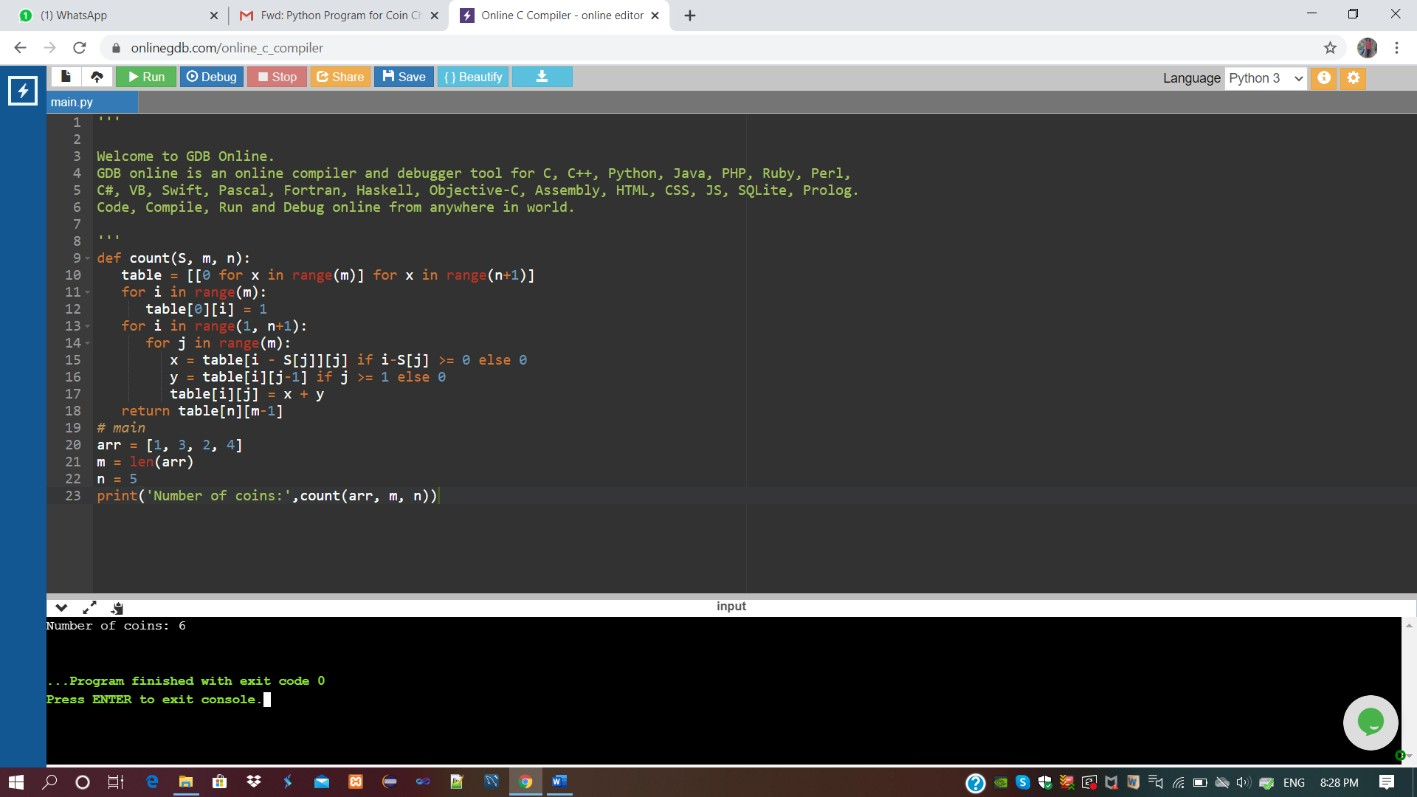 (1) WhatsApp
Fwd: Python Program for Coin Ch
Online C Compiler - online editor
onlinegdb.com/online_c_compiler
Run Debug Stop Share Save {} Beautify
Language Python 3
main.py
1 '''
2
3 Welcome to GDB Online.
4 GDB online is an online compiler and debugger tool for C, C++, Python, Java, PHP, Ruby, Perl,
5 C#, VB, Swift, Pascal, Fortran, Haskell, Objective-C, Assembly, HTML, CSS, JS, SQLite, Prolog.
6 Code, Compile, Run and Debug online from anywhere in world.
7
8 '''
9 def count(S, m, n):
10 table = [[0 for x in range(m)] for x in range(n+1)]
11 for i in range(m):
12 table[0][i] = 1
13 for i in range(1, n+1):
14 for j in range(m):
15 x = table[i - S[j]][j] if i-S[j] >= 0 else 0
16 y = table[i][j-1] if j >= 1 else 0
17 table[i][j] = x + y
18 return table[n][m-1]
19 # main
20 arr = [1, 3, 2, 4]
21 m = len(arr)
22 n = 5
23 print('Number of coins:',count(arr, m, n))
input
Number of coins: 6
...Program finished with exit code 0
Press ENTER to exit console.
ENG 8:28 PM